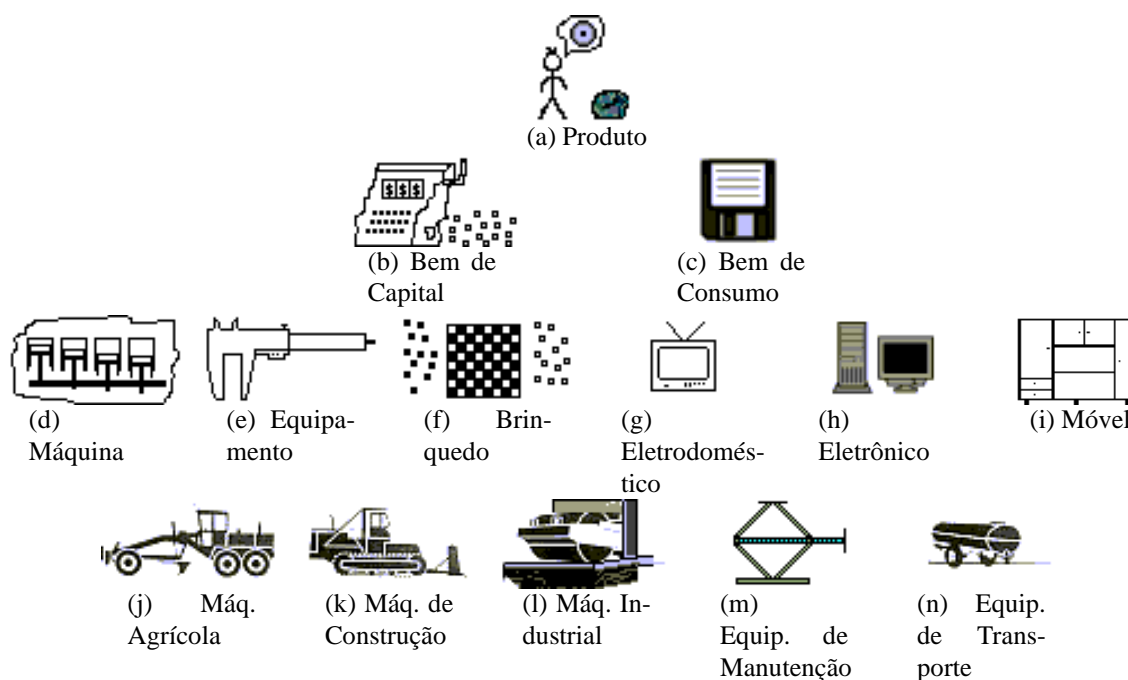 (a) Produto
$ $ $
(b) Bem de
Capital
(c) Bem de
Consumo
(d)
Máquina
(e) Equipa-
mento
(f) Brin-
quedo
(g)
Eletrodomés-
tico
(h)
Eletrônico
(i) Móvel
(j) Máq.
Agrícola
(k) Máq. de
Construção
(l) Máq. In-
dustrial
(m)
Equip. de
Manutenção
(n) Equip.
de Trans-
porte